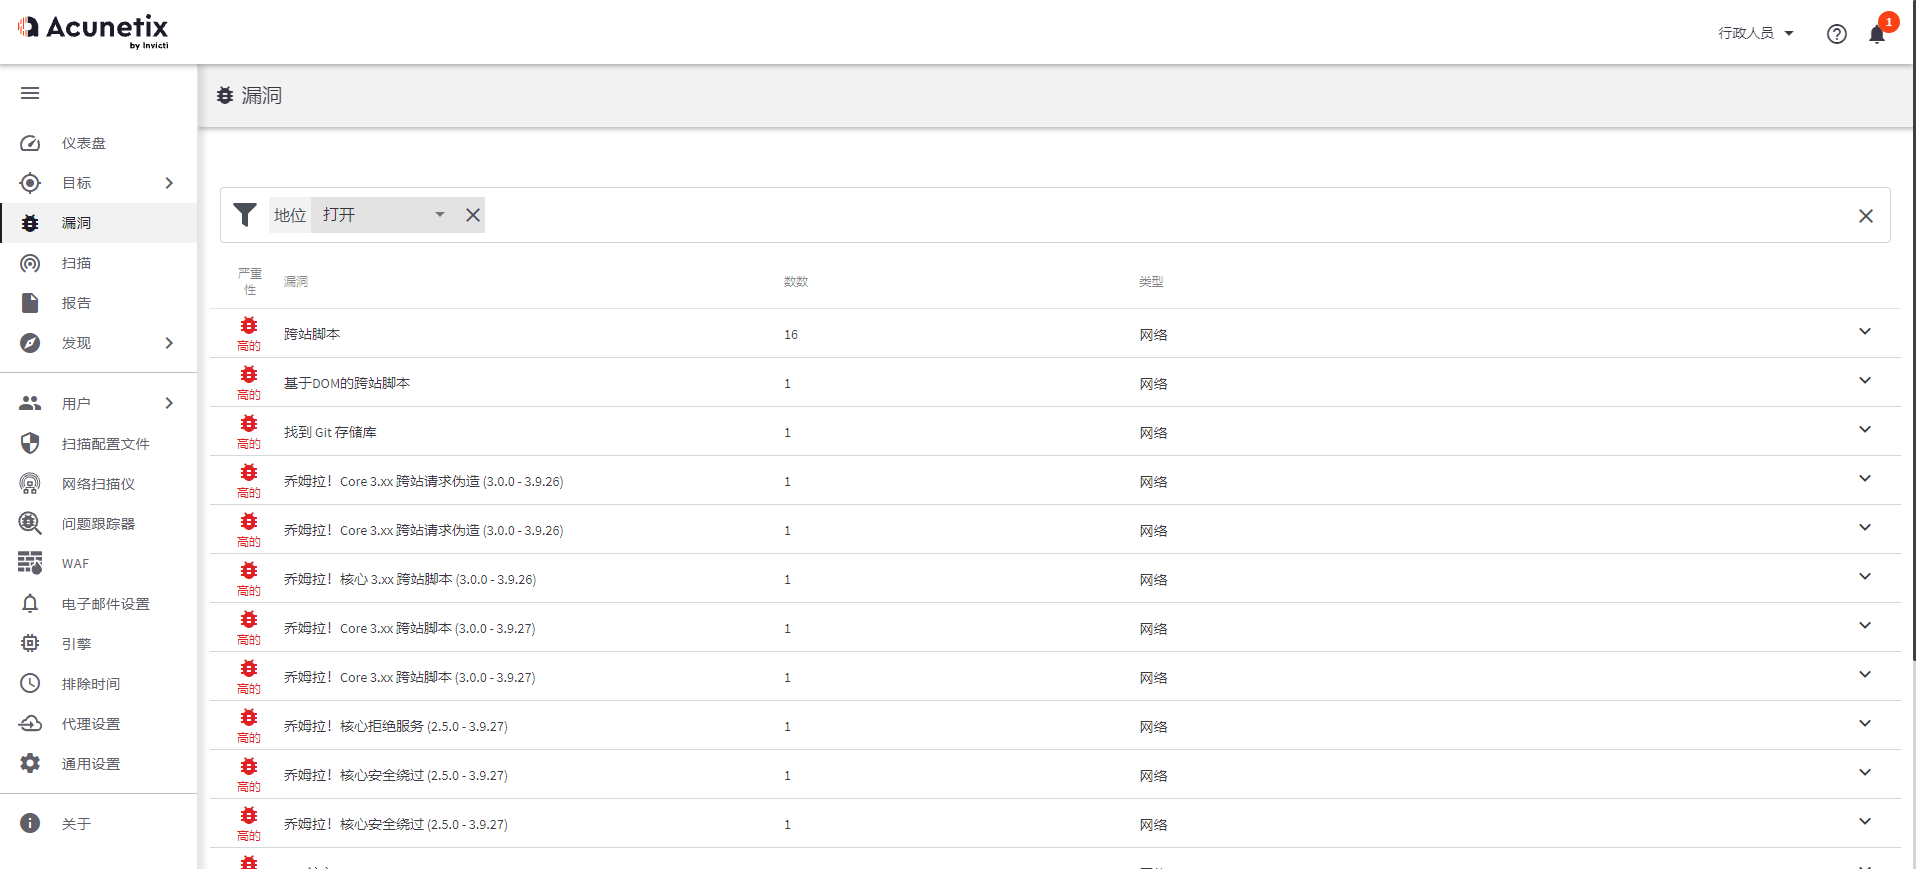 Acunetix
by Invicti
行政人员
1
漏洞
仪表盘
目标
漏洞
扫描
报告
发现
用户
扫描配置文件
网络扫描仪
问题跟踪器
WAF
电子邮件设置
引擎
排除时间
代理设置
通用设置
关于
地位 打开
严重
性
漏洞 数数 类型
高的 跨站脚本 16 网络
高的 基于DOM的跨站脚本 1 网络
高的 找到 Git 存储库 1 网络
高的 乔姆拉！Core 3.xx 跨站请求伪造 (3.0.0 - 3.9.26) 1 网络
高的 乔姆拉！Core 3.xx 跨站请求伪造 (3.0.0 - 3.9.26) 1 网络
高的 乔姆拉！核心 3.xx 跨站脚本 (3.0.0 - 3.9.26) 1 网络
高的 乔姆拉！Core 3.xx 跨站脚本 (3.0.0 - 3.9.27) 1 网络
高的 乔姆拉！Core 3.xx 跨站脚本 (3.0.0 - 3.9.27) 1 网络
高的 乔姆拉！核心拒绝服务 (2.5.0 - 3.9.27) 1 网络
高的 乔姆拉！核心安全绕过 (2.5.0 - 3.9.27) 1 网络
高的 乔姆拉！核心安全绕过 (2.5.0 - 3.9.27) 1 网络